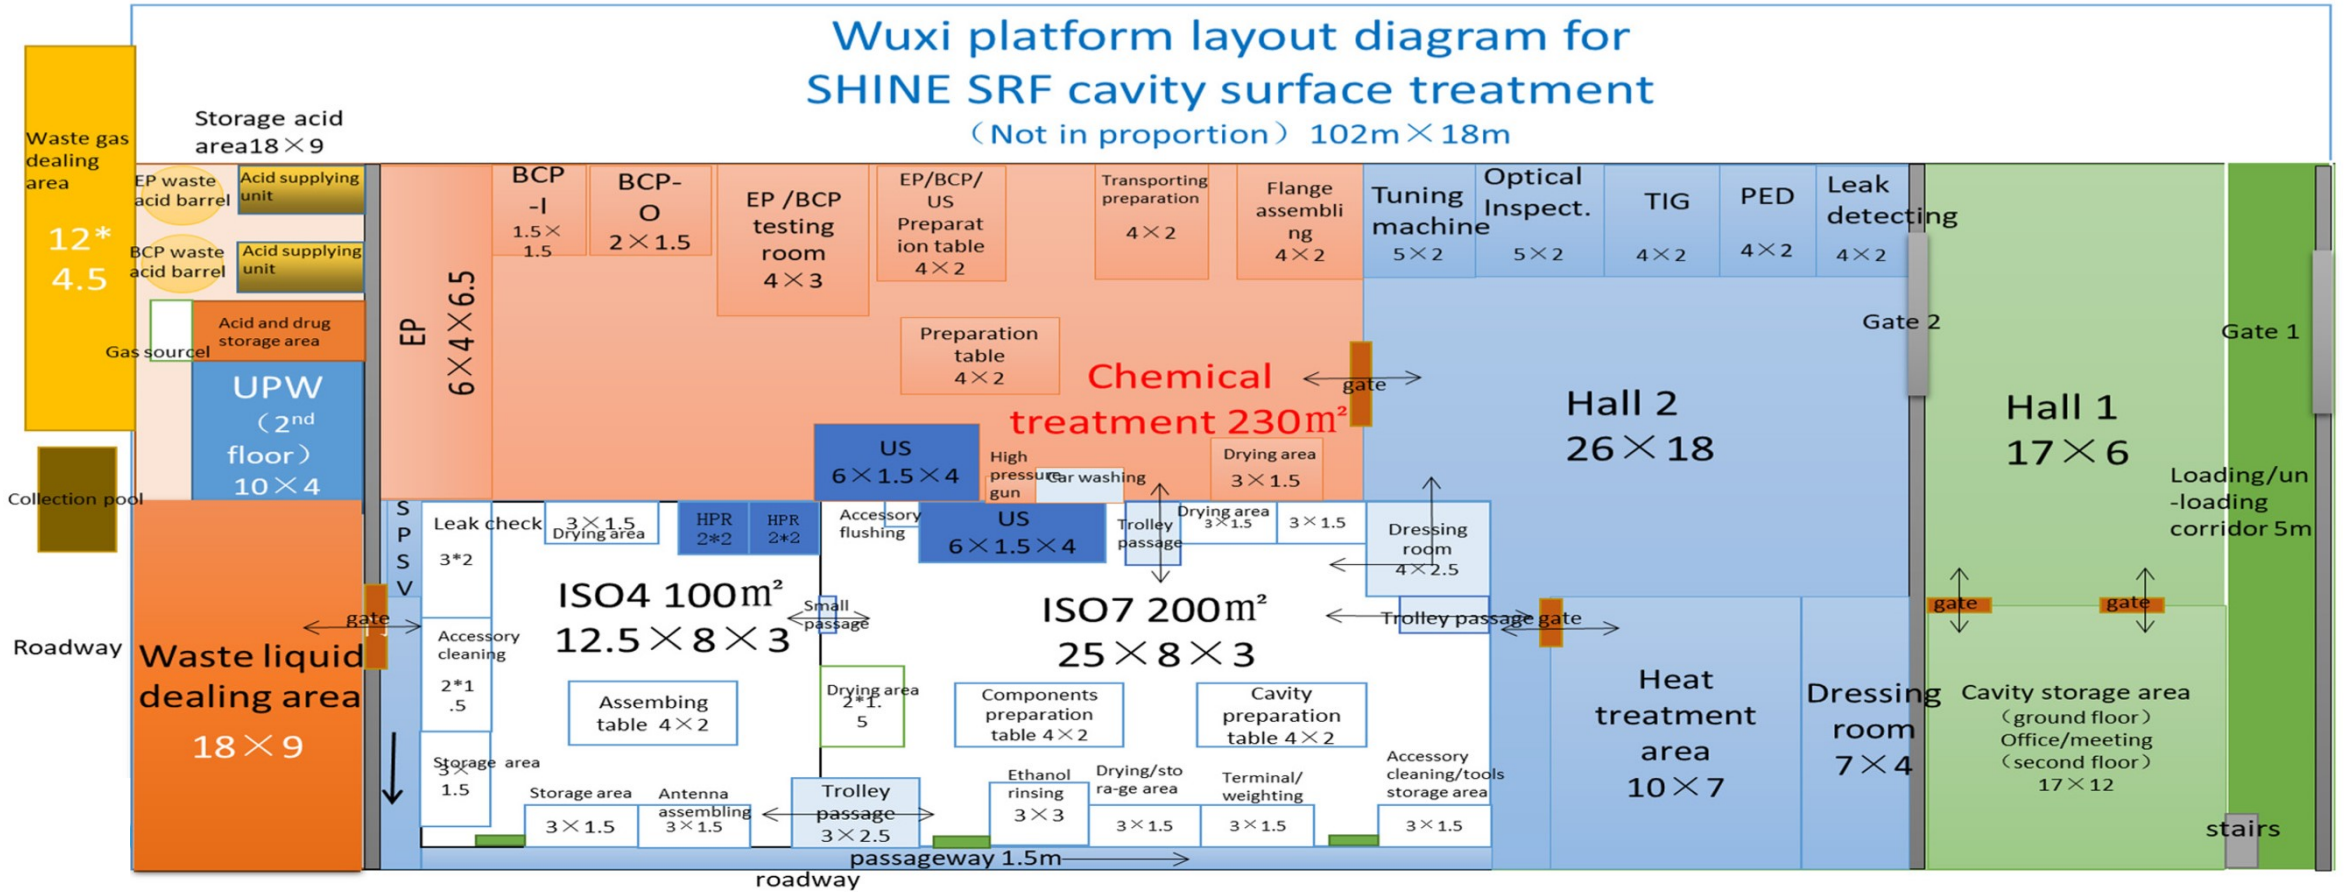 Wuxi platform layout diagram for
SHINE SRF cavity surface treatment
（Not in proportion）102m×18m
Waste gas
dealing
area
12*
4.5
Storage acid
area18×9
EP waste
acid barrel
Acid supplying
unit
BCP waste
acid barrel
Acid supplying
unit
Acid and drug
storage area
Gas sourcel
UPW
（2nd
floor）
10×4
Collection pool
Roadway
Waste liquid
dealing area
18×9
gate
EP
6×4×6.5
BCP
-I
1.5×
1.5
BCP-
O
2×1.5
EP /BCP
testing
room
4×3
EP/BCP/
US
Preparat
ion table
4×2
Transporting
preparation
4×2
Flange
assembli
ng
4×2
Preparation
table
4×2
Chemical
treatment 230m²
gate
US
6×1.5×4
High
pressure
gun
Car washing
Drying area
3×1.5
Tuning
machine
5×2
Optical
Inspect.
5×2
TIG
4×2
PED
4×2
Leak
detecting
4×2
Gate 2
Hall 2
26×18
Hall 1
17×6
Gate 1
Loading/un
-loading
corridor 5m
S
P
S
V
Leak check
3*2
3×1.5
Drying area
HPR
2*2
HPR
2*2
Accessory
flushing
US
6×1.5×4
Trolley
passage
Drying area
3×1.5
3×1.5
Dressing
room
4×2.5
ISO4 100m²
12.5×8×3
Small
passage
ISO7 200m²
25×8×3
Trolley passage
gate
gate
gate
Accessory
cleaning
2*1
.5
Assembing
table 4×2
Drying area
2*1.
5
Components
preparation
table 4×2
Cavity
preparation
table 4×2
Heat
treatment
area
10×7
Dressing
room
7×4
Cavity storage area
（ground floor）
Office/meeting
（second floor）
17×12
Storage area
3×
1.5
Storage area
3×1.5
Antenna
assembling
3×1.5
Trolley
passage
3×2.5
Ethanol
rinsing
3×3
Drying/sto
ra-ge area
3×1.5
Terminal/
weighting
3×1.5
Accessory
cleaning/tools
storage area
3×1.5
stairs
passageway 1.5m
roadway